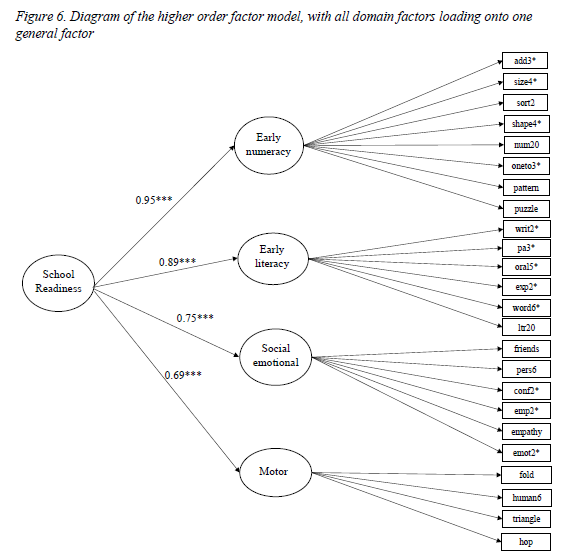 Figure 6. Diagram of the higher order factor model, with all domain factors loading onto one
general factor
add3*
size4*
sort2
shape4*
num20
oneto3*
pattern
puzzle
Early
numeracy
0.95***
writ2*
pa3*
oral5*
exp2*
word6*
ltr20
Early
literacy
0.89***
School
Readiness
0.75***
friends
pers6
conf2*
emp2*
empathy
emot2*
Social
emotional
0.69***
fold
human6
triangle
hop
Motor